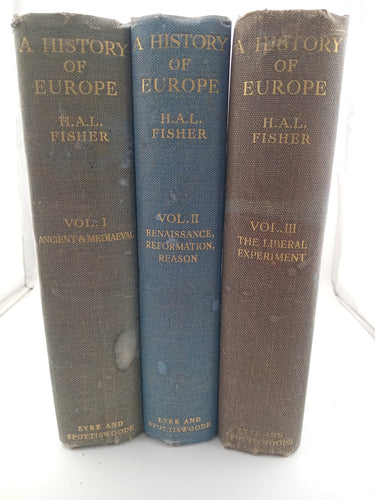 A HISTORY
OF
EUROPE
H.A.L.
FISHER
VOL. I
ANCIENT & MEDIAEVAL
EYRE AND
SPOTTISWOODE
A HISTORY
OF
EUROPE
H.A.L.
FISHER
VOL. II
RENAISSANCE,
REFORMATION,
REASON
EYRE AND
SPOTTISWOODE
A HISTORY
OF
EUROPE
H.A.L.
FISHER
VOL. III
THE LIBERAL
EXPERIMENT
EYRE AND
SPOTTISWOODE